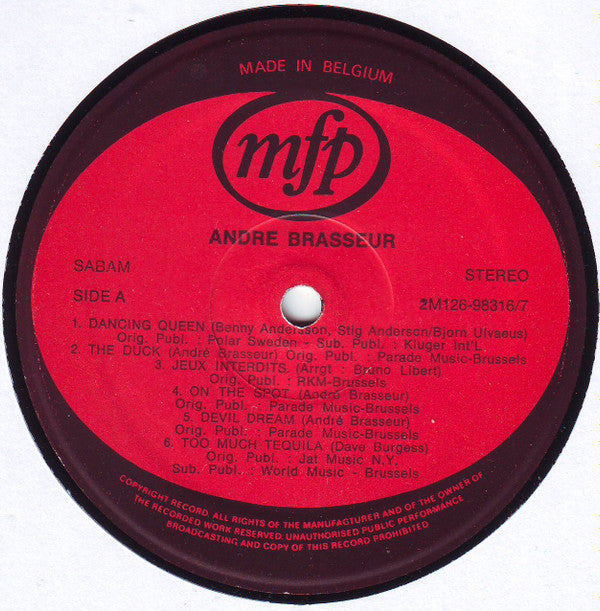 MADE IN BELGIUM
mfp
ANDRE BRASSEUR
SABAM
STEREO
SIDE A
2M126-98316/7
1. DANCING QUEEN (Benny Andersson, Stig Anderson/Bjorn Ulvaeus)
Orig. Publ. : Polar Sweden - Sub. Publ. : Kluger Int'L
2. THE DUCK (André Brasseur) Orig. Publ. : Parade Music-Brussels
3. JEUX INTERDITS. (Arrgt : Bruno Libert)
Orig. Publ. : RKM-Brussels
4. ON THE SPOT (André Brasseur)
Orig. Publ. : Parade Music-Brussels
5. DEVIL DREAM (André Brasseur)
Orig. Publ. : Parade Music-Brussels
6. TOO MUCH TEQUILA (Dave Burgess)
Orig. Publ. : Jat Music N.Y.
Sub. Publ. : World Music - Brussels
COPYRIGHT RECORD. ALL RIGHTS OF THE MANUFACTURER AND OF THE OWNER OF
THE RECORDED WORK RESERVED. UNAUTHORISED PUBLIC PERFORMANCE
BROADCASTING AND COPY OF THIS RECORD PROHIBITED